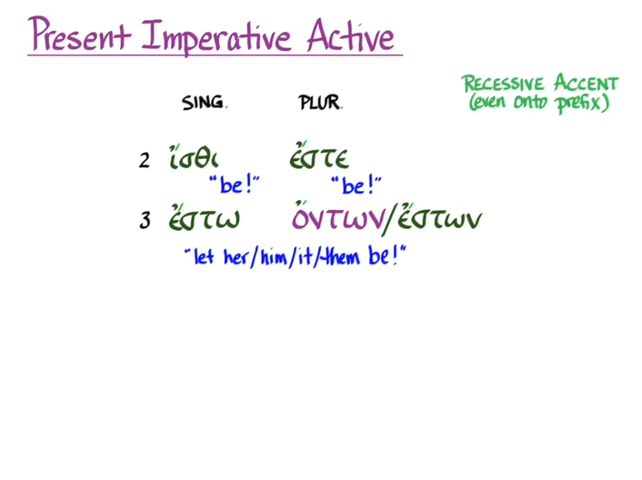 Present Imperative Active
RECESSIVE ACCENT
(even onto prefix)
SING. PLUR.
2 ἴσθι ἔστε
"be!" "be!"
3 ἔστω ὄντων/ἔστων
"let her/him/it/them be!"